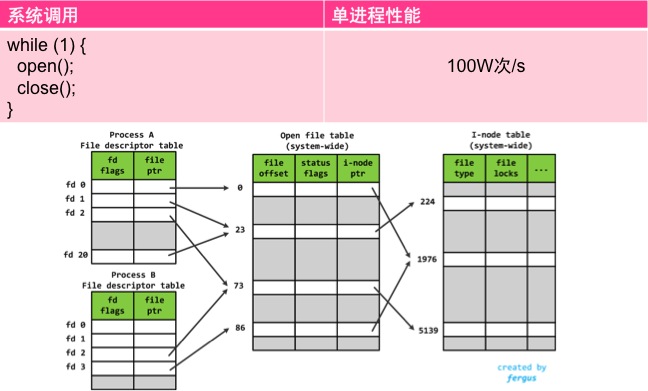 系统调用
单进程性能
while (1) {
open();
close();
}
100W次/s
Process A
File descriptor table
fd flags
file ptr
fd 0
fd 1
fd 2
fd 20
Process B
File descriptor table
fd flags
file ptr
fd 0
fd 1
fd 2
fd 3
Open file table
(system-wide)
file offset
status flags
i-node ptr
0
23
73
86
I-node table
(system-wide)
file type
file locks
---
224
1976
5139
created by
fergus